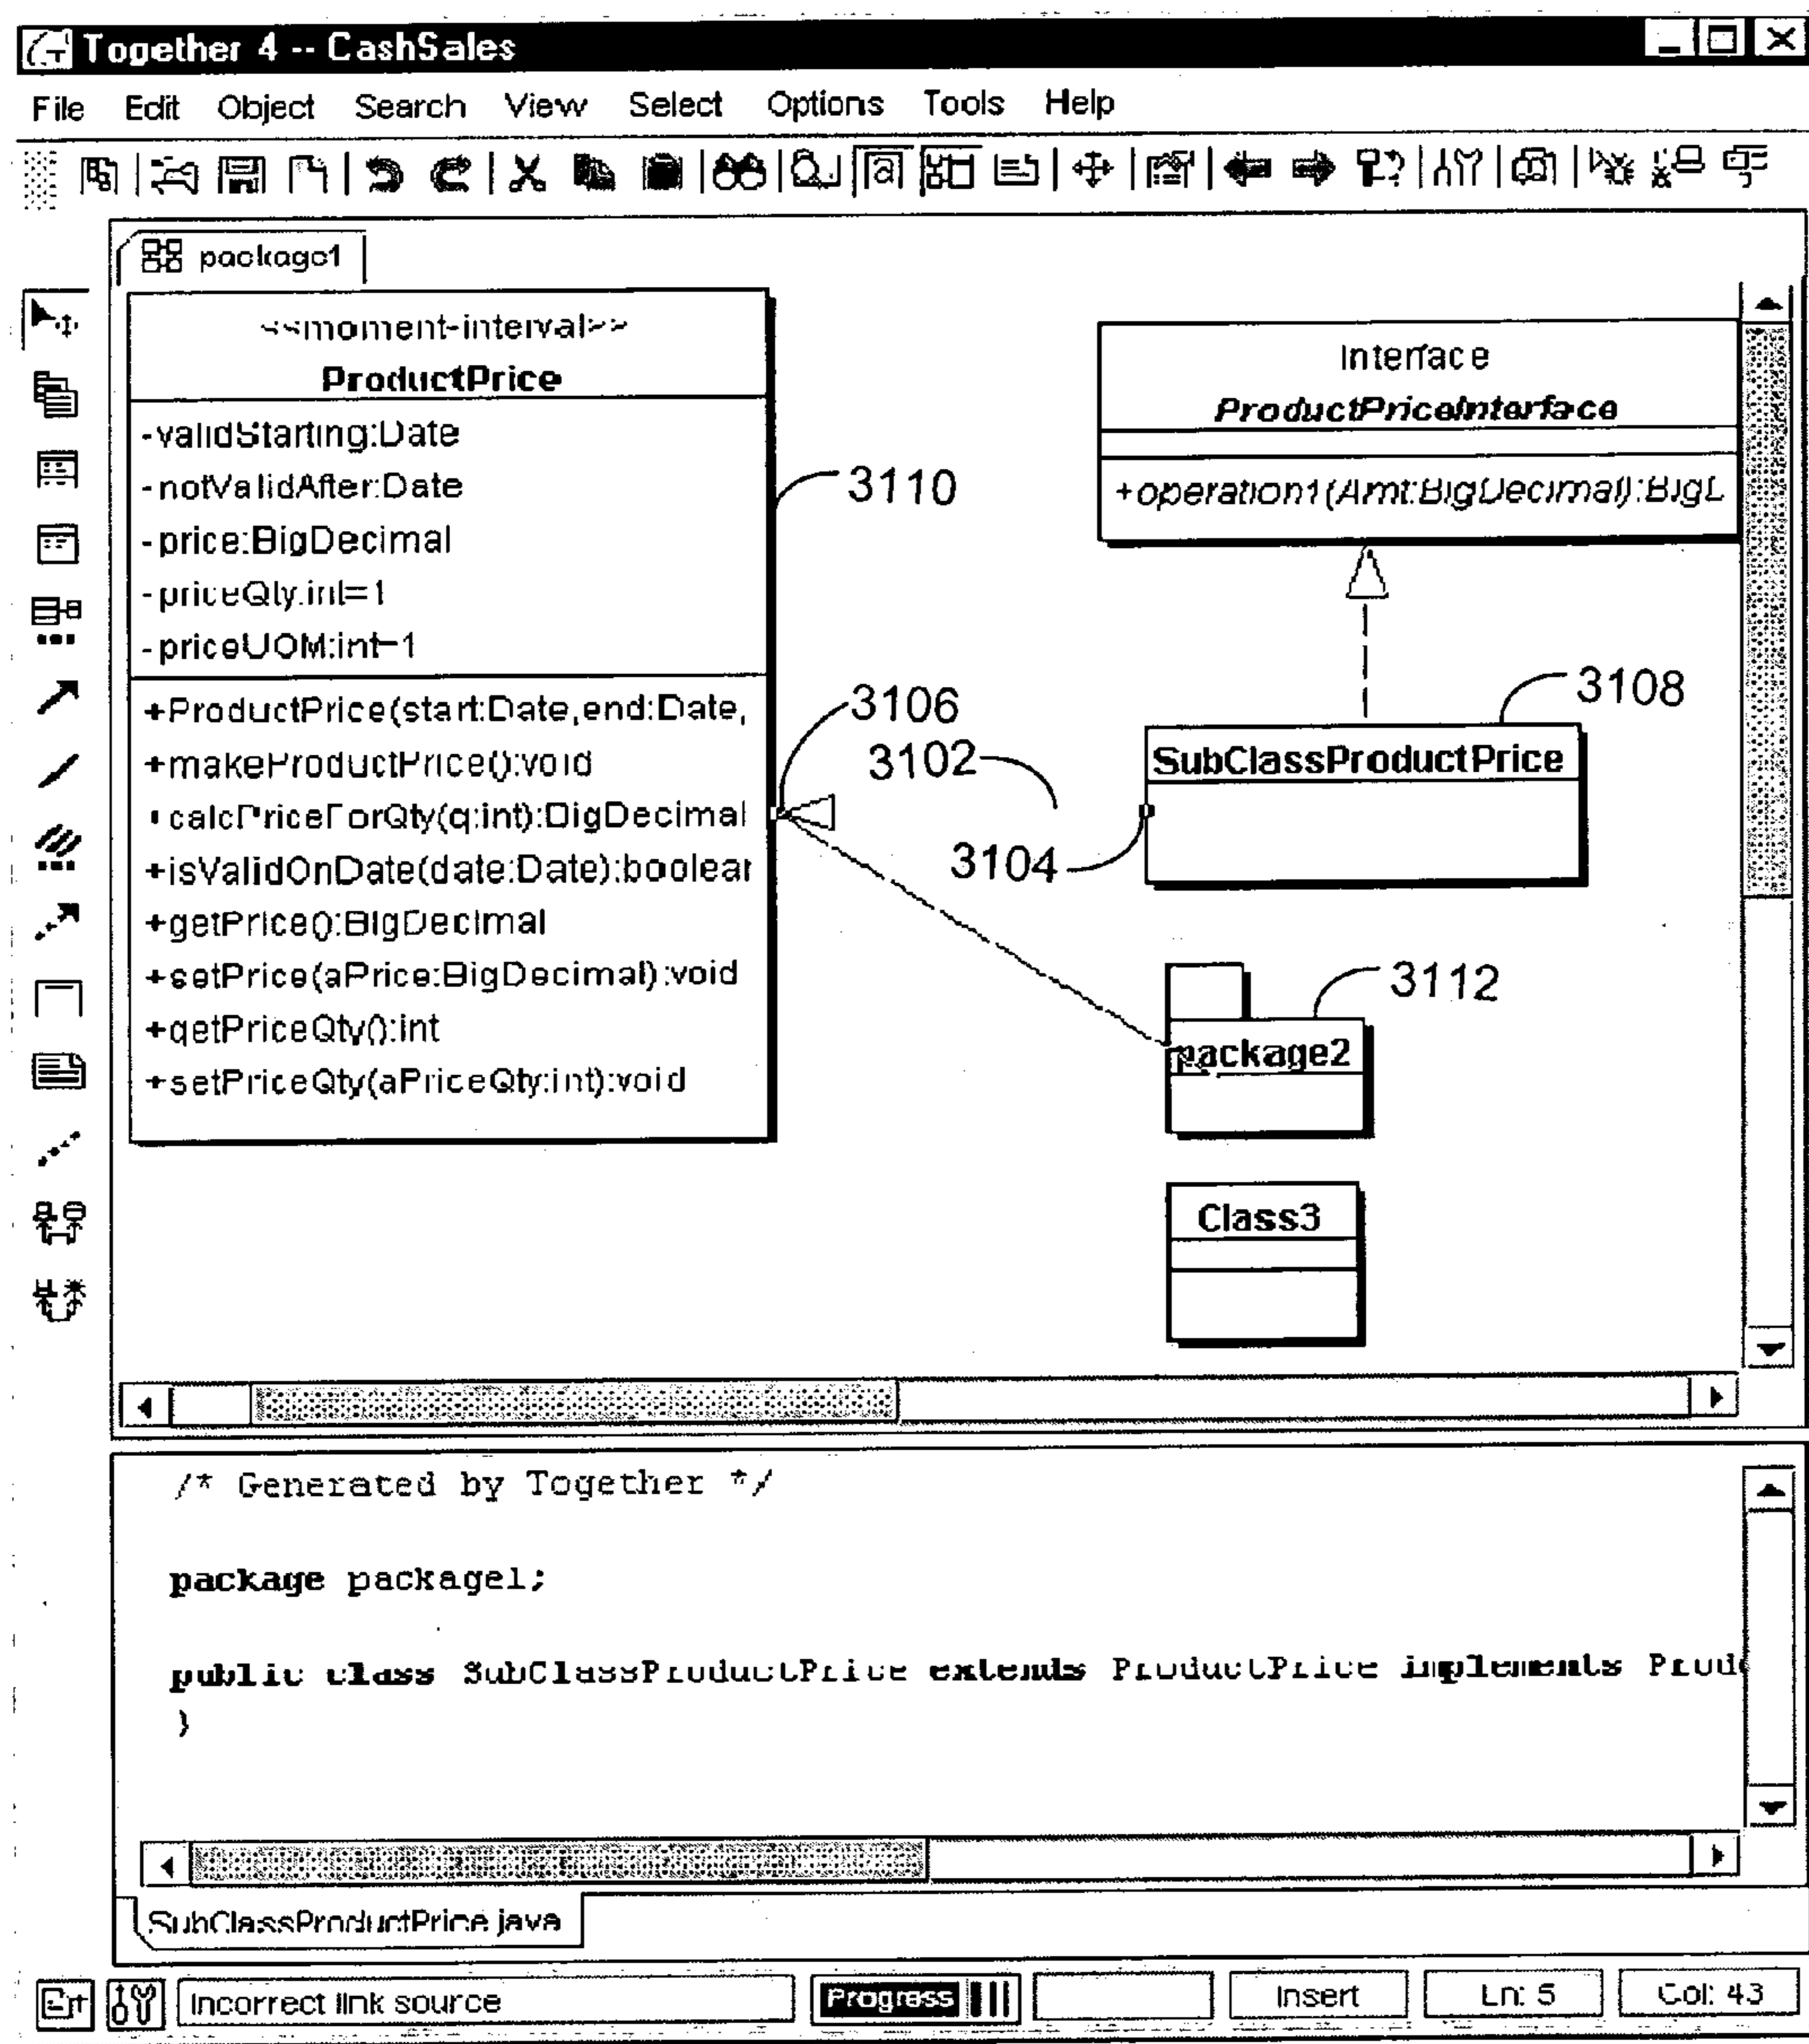 Together 4 -- CashSales
File Edit Object Search View Select Options Tools Help
package1
<<moment-interval>>
ProductPrice
-validStarting:Date
-notValidAfter:Date
-price:BigDecimal
-priceQty:int=1
-priceUOM:int=1
+ProductPrice(start:Date,end:Date,
+makeProductPrice():void
+calcPriceForQty(q:int):BigDecimal
+isValidOnDate(date:Date):boolear
+getPrice():BigDecimal
+setPrice(aPrice:BigDecimal):void
+getPriceQty():int
+setPriceQty(aPriceQty:int):void
3110
3106
3102
3104
Interface
ProductPriceInterface
+operation1(Amt:BigDecimal):BigD
3108
SubClassProductPrice
3112
package2
Class3
/* Generated by Together */
package package1;
public class SubClassProductPrice extends ProductPrice implements Prod
}
SubClassProductPrice.java
Incorrect link source
Progress
Insert
Ln: 5
Col: 43